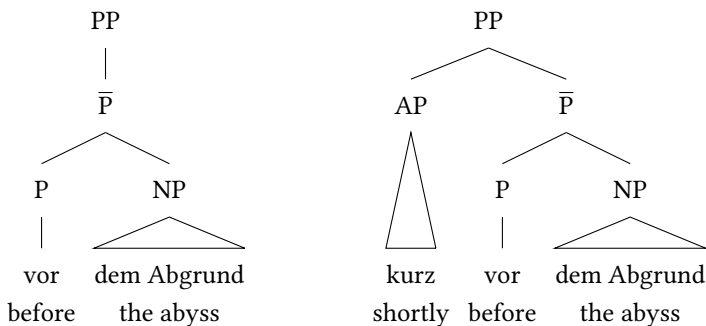 PP PP
P̅ AP P̅
P NP P NP
vor dem Abgrund kurz vor dem Abgrund
before the abyss shortly before the abyss